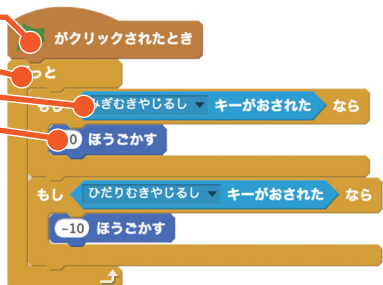 がクリックされたとき
っと
ぎむきやじるし キーがおされた なら
0 ほうごかす
もし ひだりむきやじるし キーがおされた なら
-10 ほうごかす